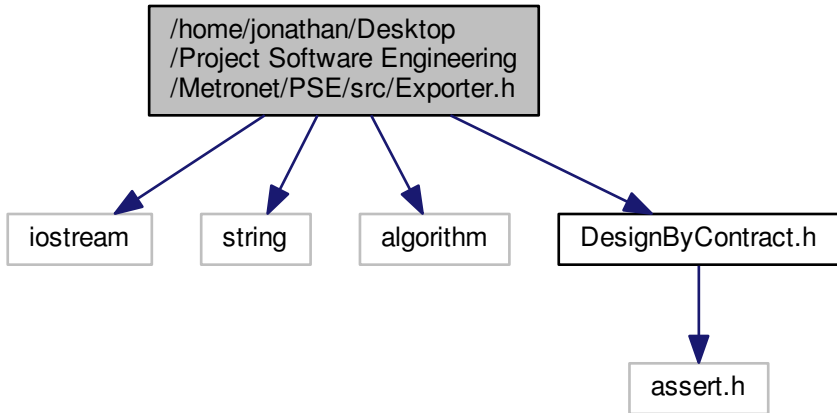 /home/jonathan/Desktop
/Project Software Engineering
/Metronet/PSE/src/Exporter.h
iostream
string
algorithm
DesignByContract.h
assert.h